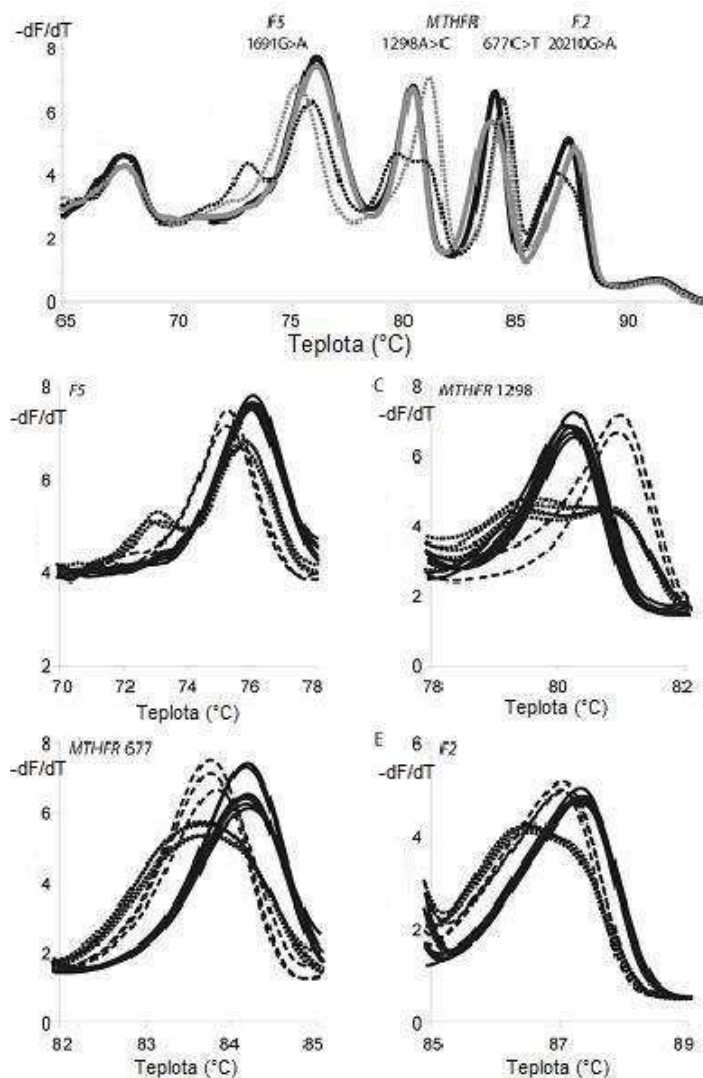 -dF/dT
F5 MTHFR F2
1691G>A 1298A>C 677C>T 20210G>A
8
6
4
2
0
65 70 75 80 85 90
Teplota (°C)
F5
-dF/dT
8
6
4
2
70 72 74 76 78
Teplota (°C)
C MTHFR 1298
-dF/dT
8
6
4
2
0
78 80 82
Teplota (°C)
MTHFR 677
-dF/dT
8
6
4
2
0
82 83 84 85
Teplota (°C)
E F2
-dF/dT
6
4
2
0
85 87 89
Teplota (°C)